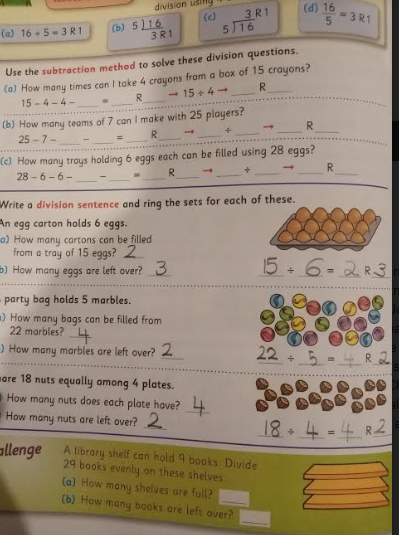 division using
(a) 16 ÷ 5 = 3 R 1
(b) 5)16
3 R 1
(c) 3 R 1
5)16
(d) 16
5 = 3 R 1
Use the subtraction method to solve these division questions.
(a) How many times can I take 4 crayons from a box of 15 crayons?
15 - 4 - 4 - ___ = ___ R ___ → 15 ÷ 4 → ___ R ___
(b) How many teams of 7 can I make with 25 players?
25 - 7 - ___ - ___ = ___ R ___ → ___ ÷ ___ → ___ R ___
(c) How many trays holding 6 eggs each can be filled using 28 eggs?
28 - 6 - 6 - ___ - ___ = ___ R ___ → ___ ÷ ___ → ___ R ___
Write a division sentence and ring the sets for each of these.
An egg carton holds 6 eggs.
a) How many cartons can be filled
from a tray of 15 eggs? 2
b) How many eggs are left over? 3
15 ÷ 6 = 2 R 3
party bag holds 5 marbles.
) How many bags can be filled from
22 marbles? 4
) How many marbles are left over? 2
22 ÷ 5 = 4 R 2
are 18 nuts equally among 4 plates.
How many nuts does each plate have? 4
How many nuts are left over? 2
18 ÷ 4 = 4 R 2
allenge
A library shelf can hold 9 books. Divide
29 books evenly on these shelves.
(a) How many shelves are full?
(b) How many books are left over?